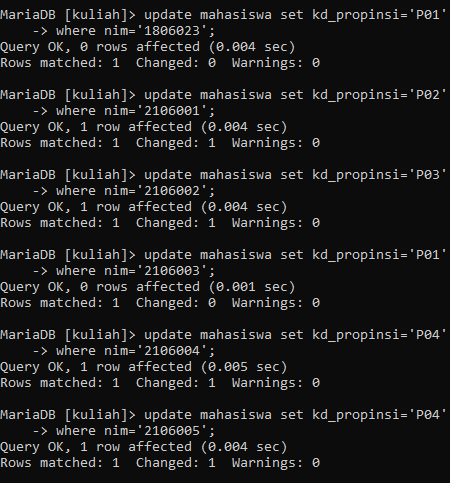 MariaDB [kuliah]> update mahasiswa set kd_propinsi='P01'
    -> where nim='1806023';
Query OK, 0 rows affected (0.004 sec)
Rows matched: 1  Changed: 0  Warnings: 0

MariaDB [kuliah]> update mahasiswa set kd_propinsi='P02'
    -> where nim='2106001';
Query OK, 1 row affected (0.004 sec)
Rows matched: 1  Changed: 1  Warnings: 0

MariaDB [kuliah]> update mahasiswa set kd_propinsi='P03'
    -> where nim='2106002';
Query OK, 1 row affected (0.004 sec)
Rows matched: 1  Changed: 1  Warnings: 0

MariaDB [kuliah]> update mahasiswa set kd_propinsi='P01'
    -> where nim='2106003';
Query OK, 0 rows affected (0.001 sec)
Rows matched: 1  Changed: 0  Warnings: 0

MariaDB [kuliah]> update mahasiswa set kd_propinsi='P04'
    -> where nim='2106004';
Query OK, 1 row affected (0.005 sec)
Rows matched: 1  Changed: 1  Warnings: 0

MariaDB [kuliah]> update mahasiswa set kd_propinsi='P04'
    -> where nim='2106005';
Query OK, 1 row affected (0.004 sec)
Rows matched: 1  Changed: 1  Warnings: 0